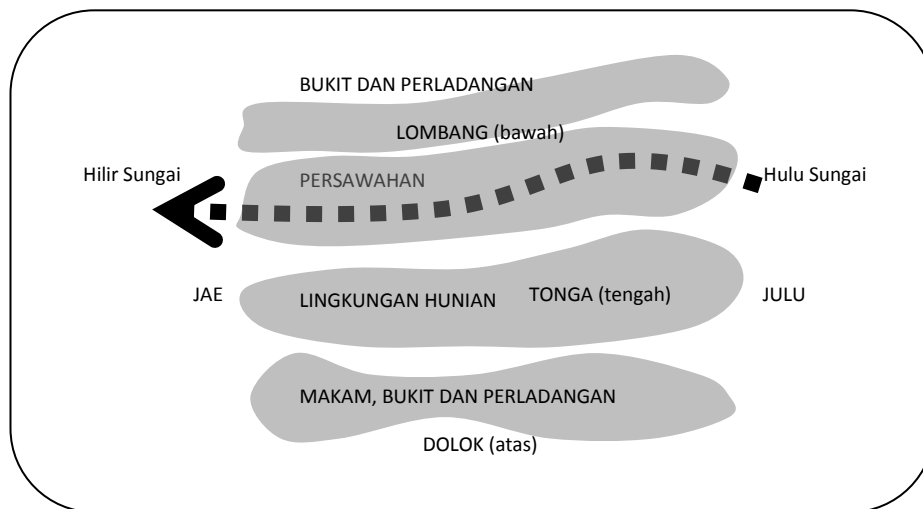 BUKIT DAN PERLADANGAN
LOMBANG (bawah)
Hilir Sungai
PERSAWAHAN
Hulu Sungai
JAE
LINGKUNGAN HUNIAN
TONGA (tengah)
JULU
MAKAM, BUKIT DAN PERLADANGAN
DOLOK (atas)